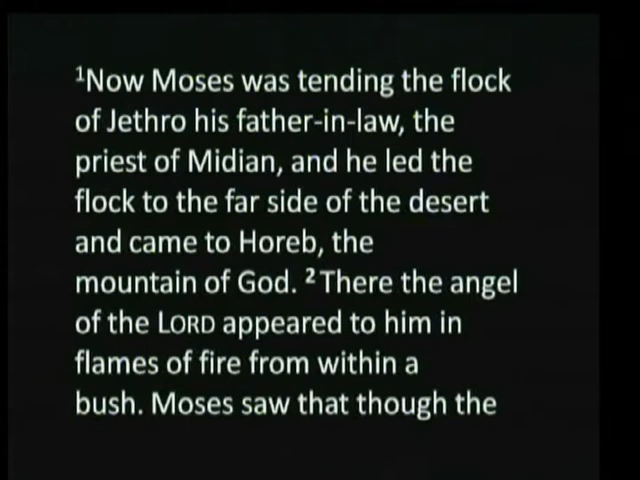 ¹Now Moses was tending the flock
of Jethro his father-in-law, the
priest of Midian, and he led the
flock to the far side of the desert
and came to Horeb, the
mountain of God. ²There the angel
of the LORD appeared to him in
flames of fire from within a
bush. Moses saw that though the